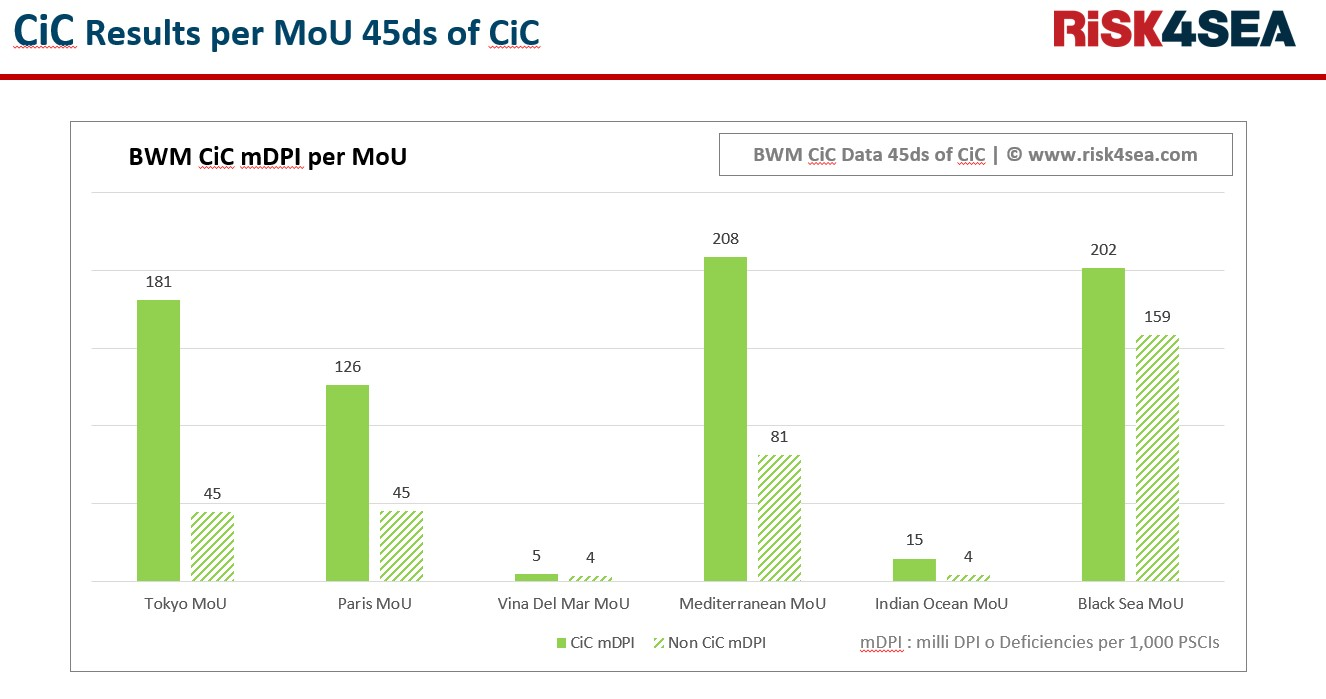 CiC Results per MoU 45ds of CiC
RiSK4SEA
BWM CiC mDPI per MoU
BWM CiC Data 45ds of CiC | © www.risk4sea.com
181
45
126
45
5
4
208
81
15
4
202
159
Tokyo MoU
Paris MoU
Vina Del Mar MoU
Mediterranean MoU
Indian Ocean MoU
Black Sea MoU
CiC mDPI
Non CiC mDPI
mDPI : milli DPI o Deficiencies per 1,000 PSCIs